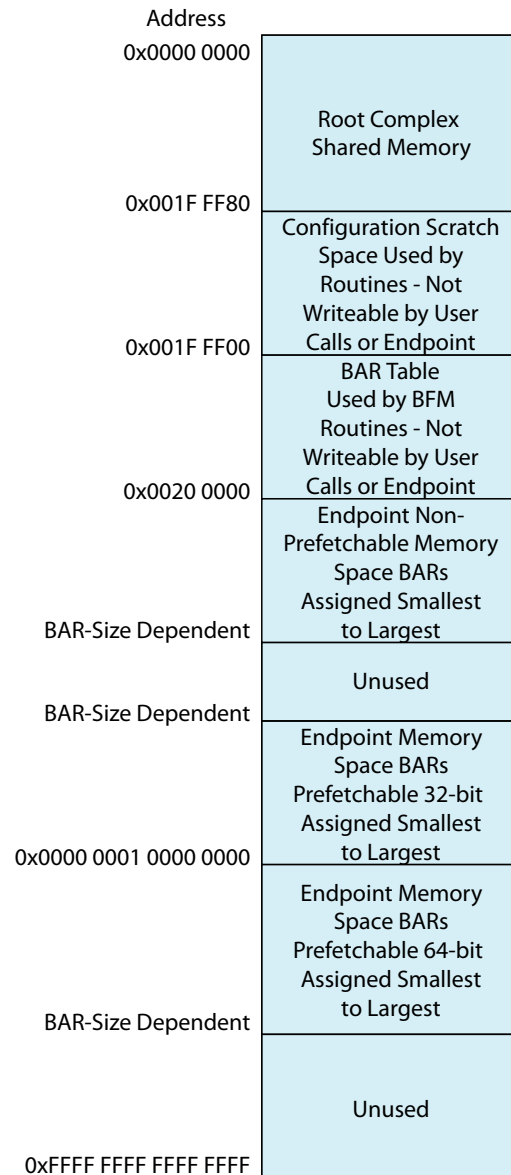 Address
0x0000 0000
Root Complex
Shared Memory
0x001F FF80
Configuration Scratch
Space Used by
Routines - Not
Writeable by User
Calls or Endpoint
0x001F FF00
BAR Table
Used by BFM
Routines - Not
Writeable by User
Calls or Endpoint
0x0020 0000
Endpoint Non-
Prefetchable Memory
Space BARs
Assigned Smallest
to Largest
BAR-Size Dependent
Unused
BAR-Size Dependent
Endpoint Memory
Space BARs
Prefetchable 32-bit
Assigned Smallest
to Largest
0x0000 0001 0000 0000
Endpoint Memory
Space BARs
Prefetchable 64-bit
Assigned Smallest
to Largest
BAR-Size Dependent
Unused
0xFFFF FFFF FFFF FFFF